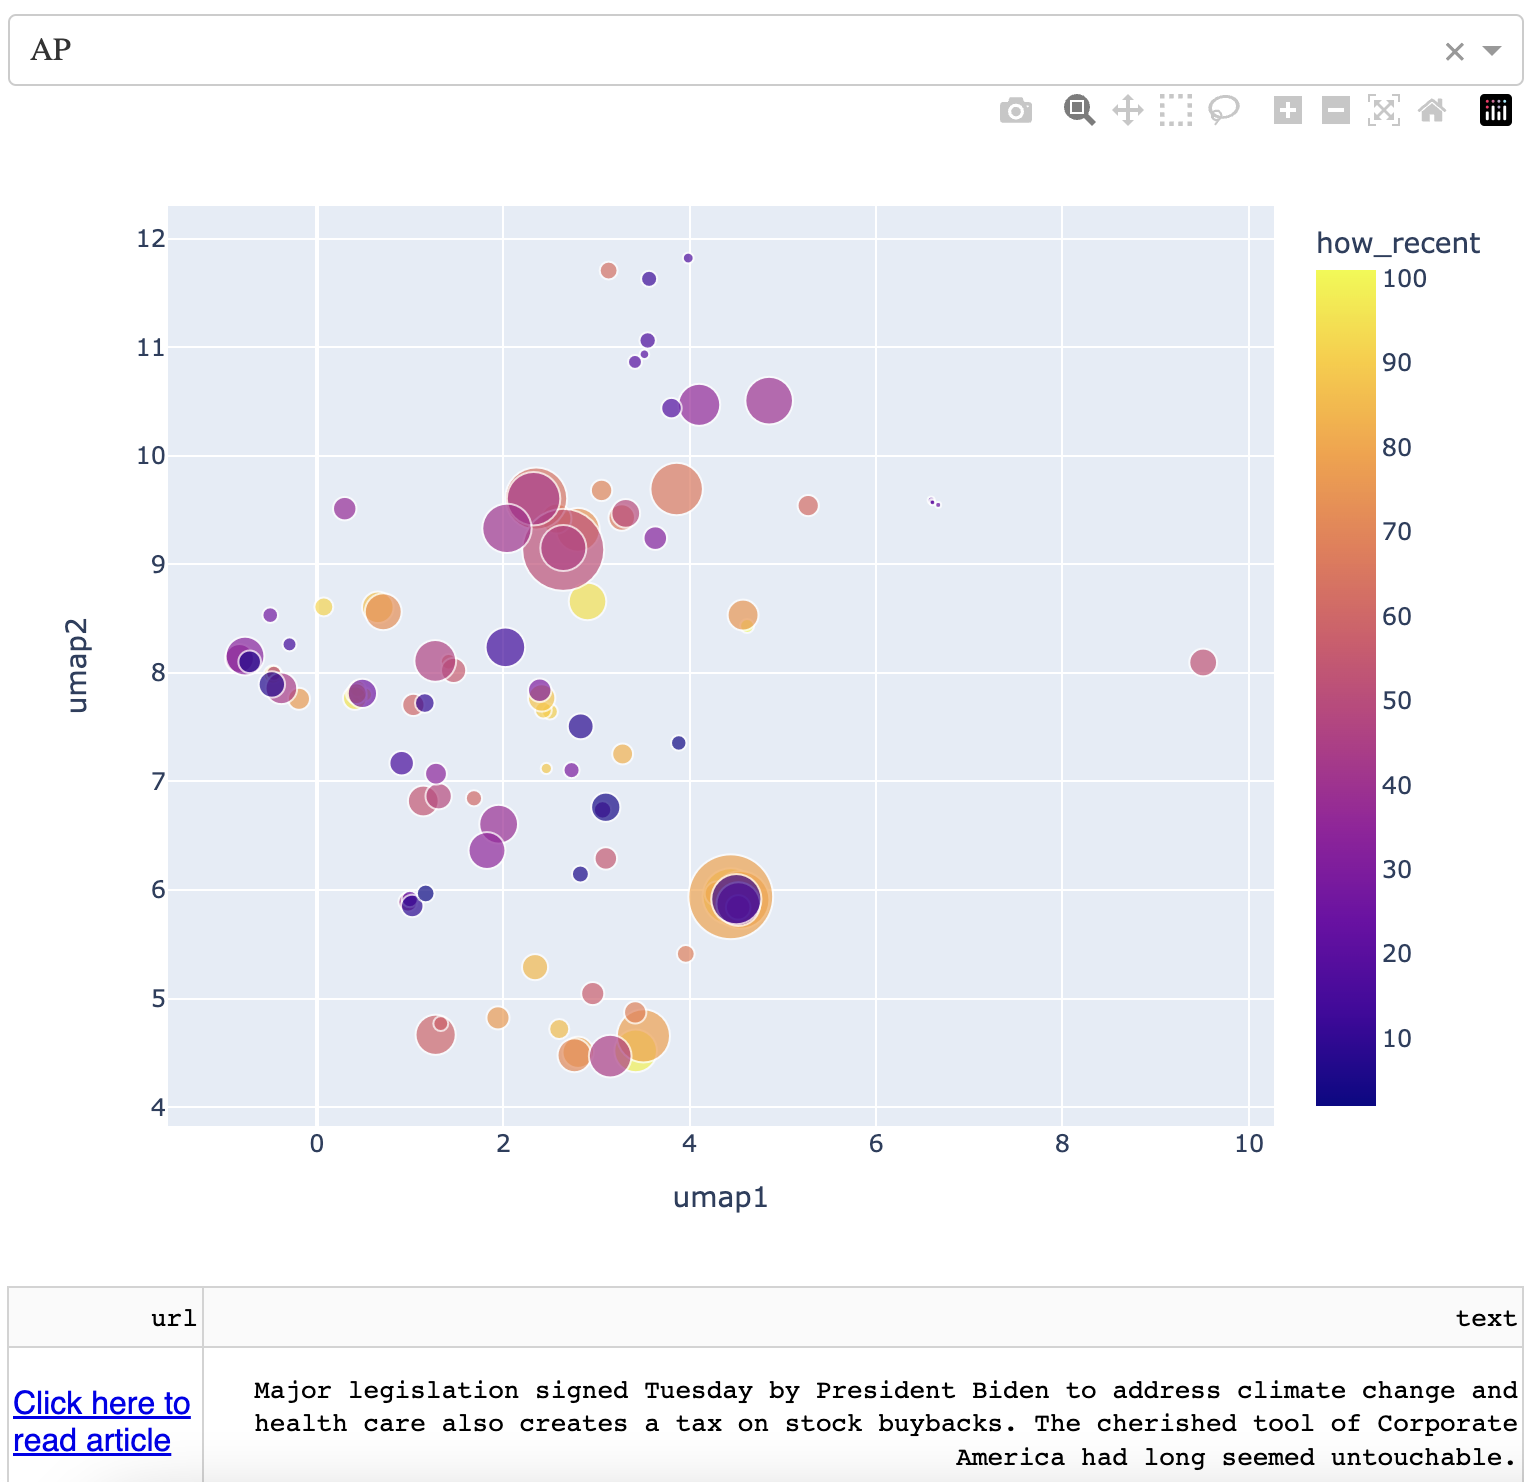 AP
how_recent
100
90
80
70
60
50
40
30
20
10
12
11
10
9
8
7
6
5
4
umap2
0 2 4 6 8 10
umap1
url text
Click here to
read article
Major legislation signed Tuesday by President Biden to address climate change and
health care also creates a tax on stock buybacks. The cherished tool of Corporate
America had long seemed untouchable.